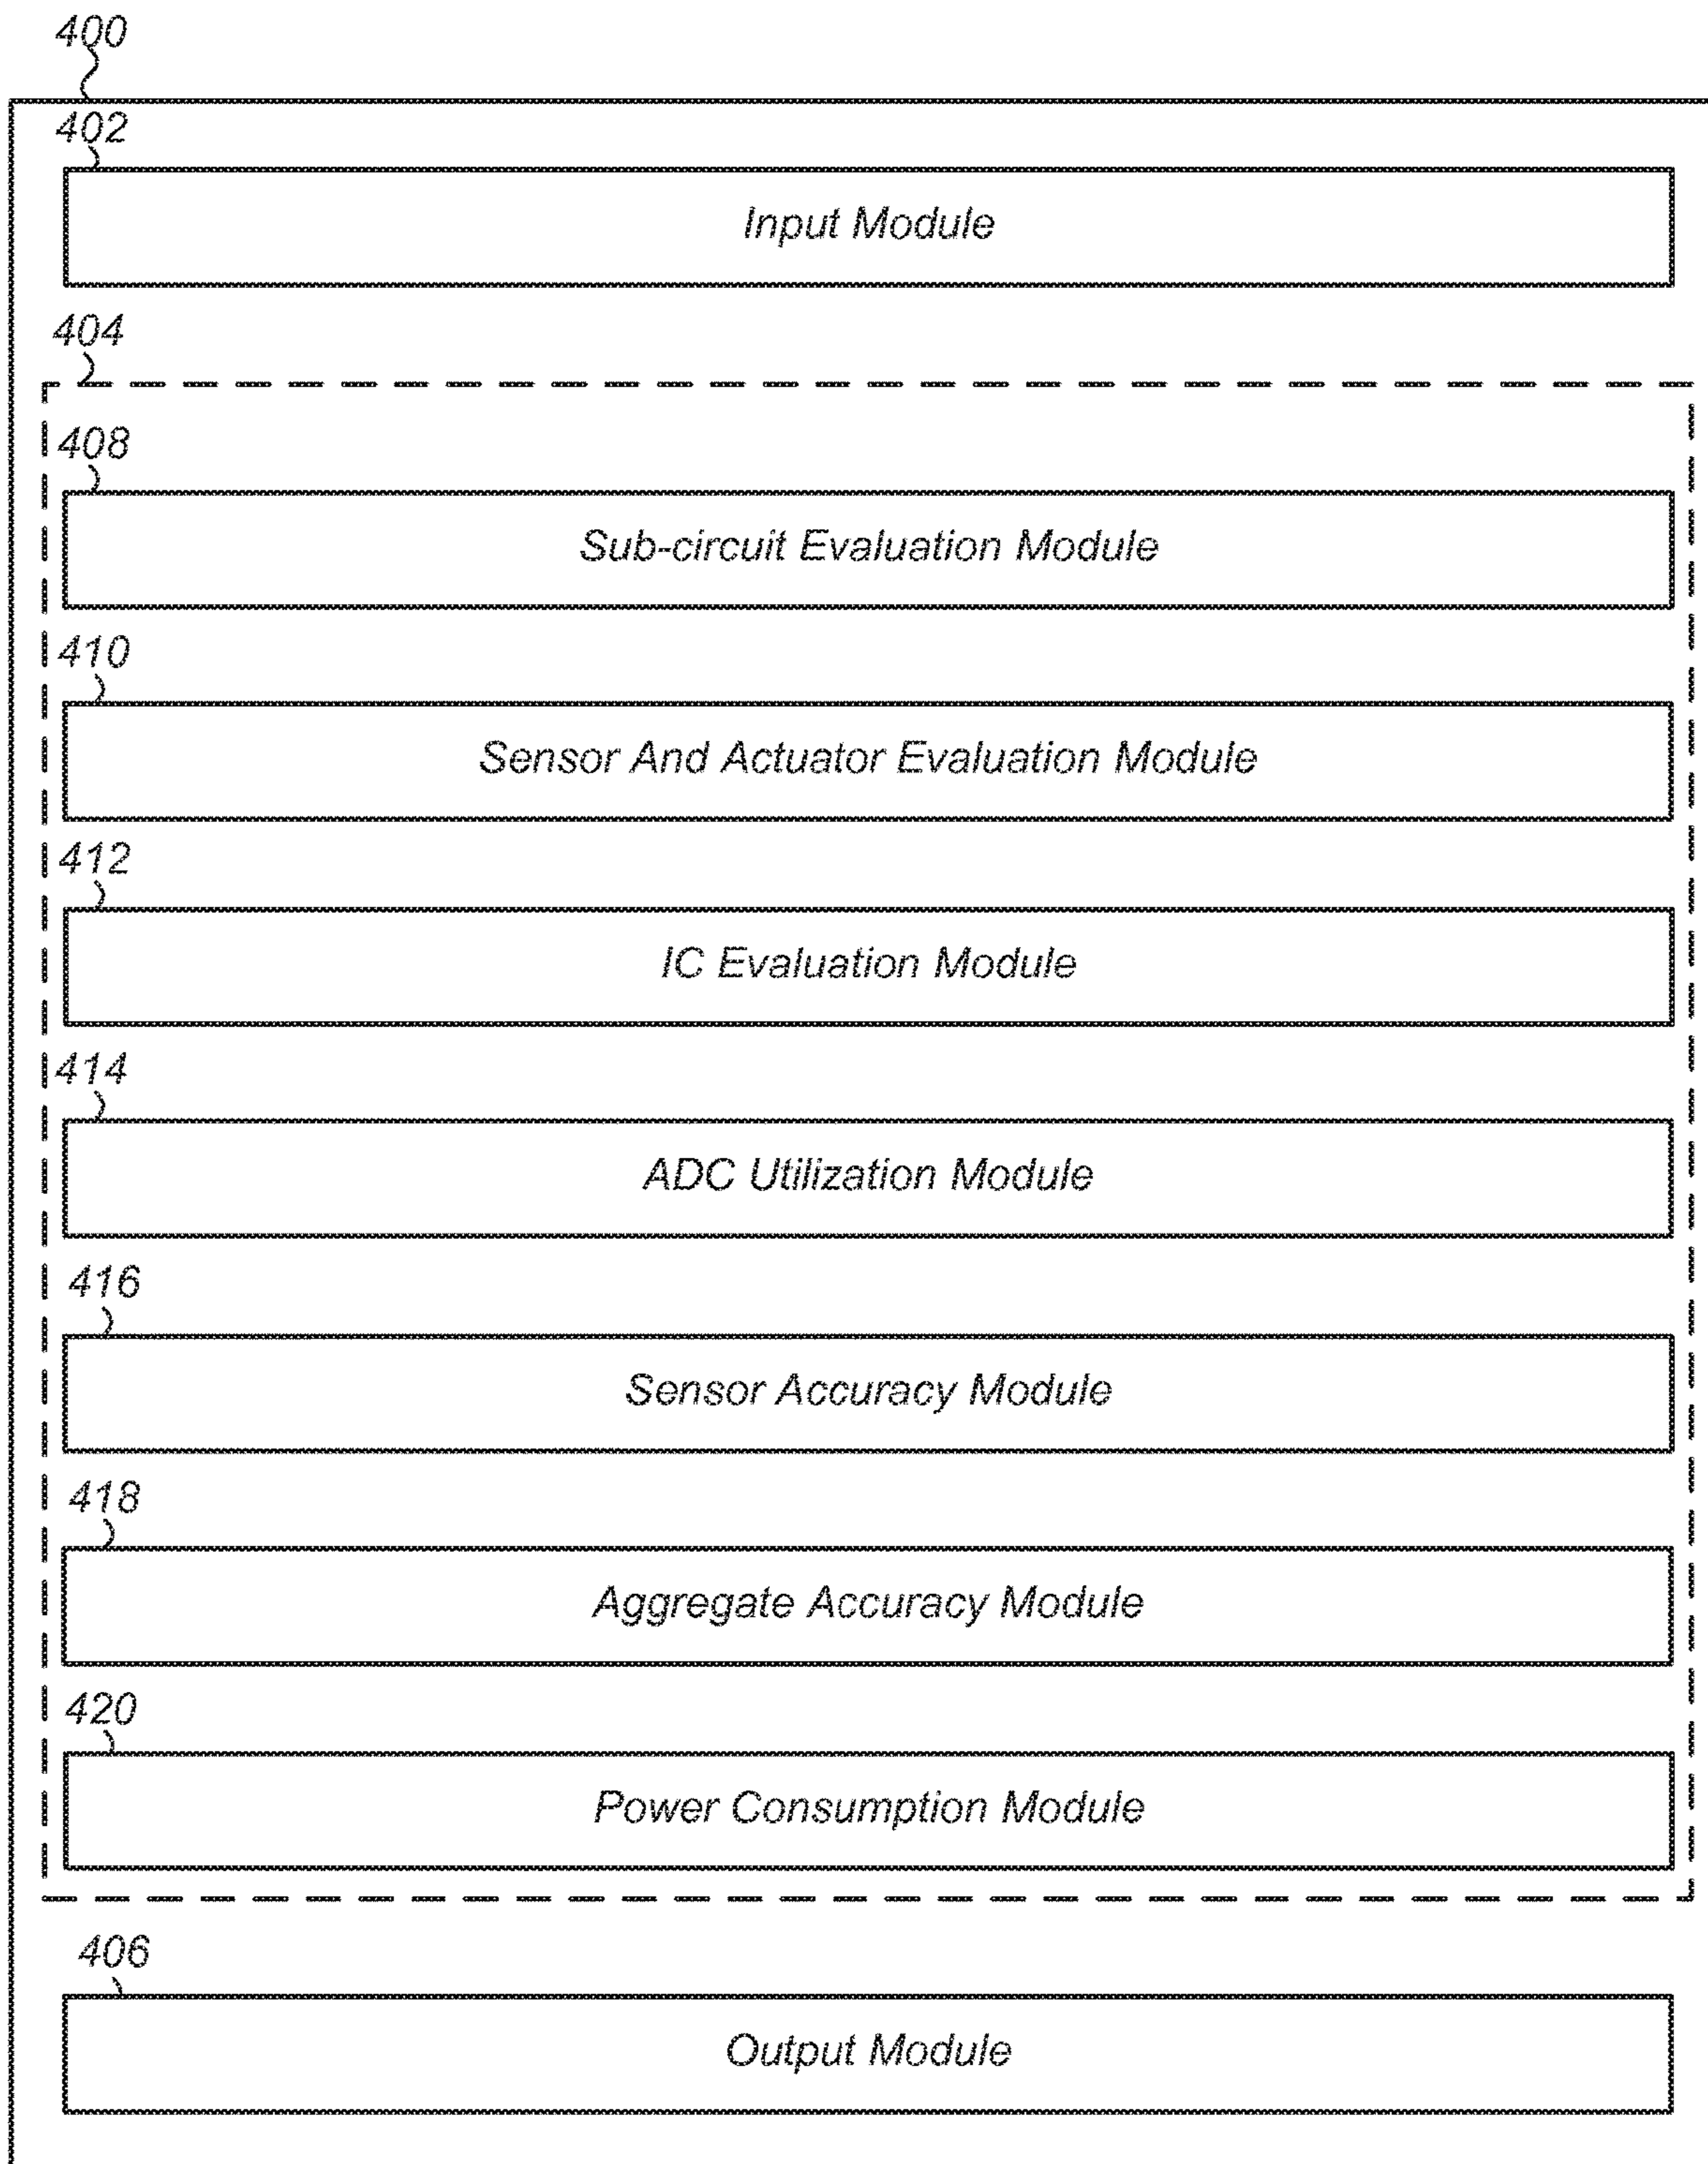 400
402
Input Module
404
408
Sub-circuit Evaluation Module
410
Sensor And Actuator Evaluation Module
412
IC Evaluation Module
414
ADC Utilization Module
416
Sensor Accuracy Module
418
Aggregate Accuracy Module
420
Power Consumption Module
406
Output Module